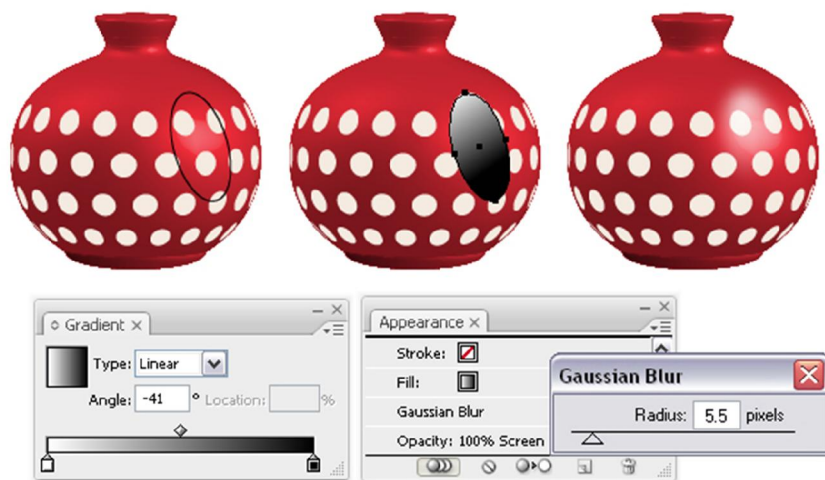 Gradient
Type: Linear
Angle: -41 ° Location: %
Appearance
Stroke:
Fill:
Gaussian Blur
Opacity: 100% Screen
Gaussian Blur
Radius: 5.5 pixels